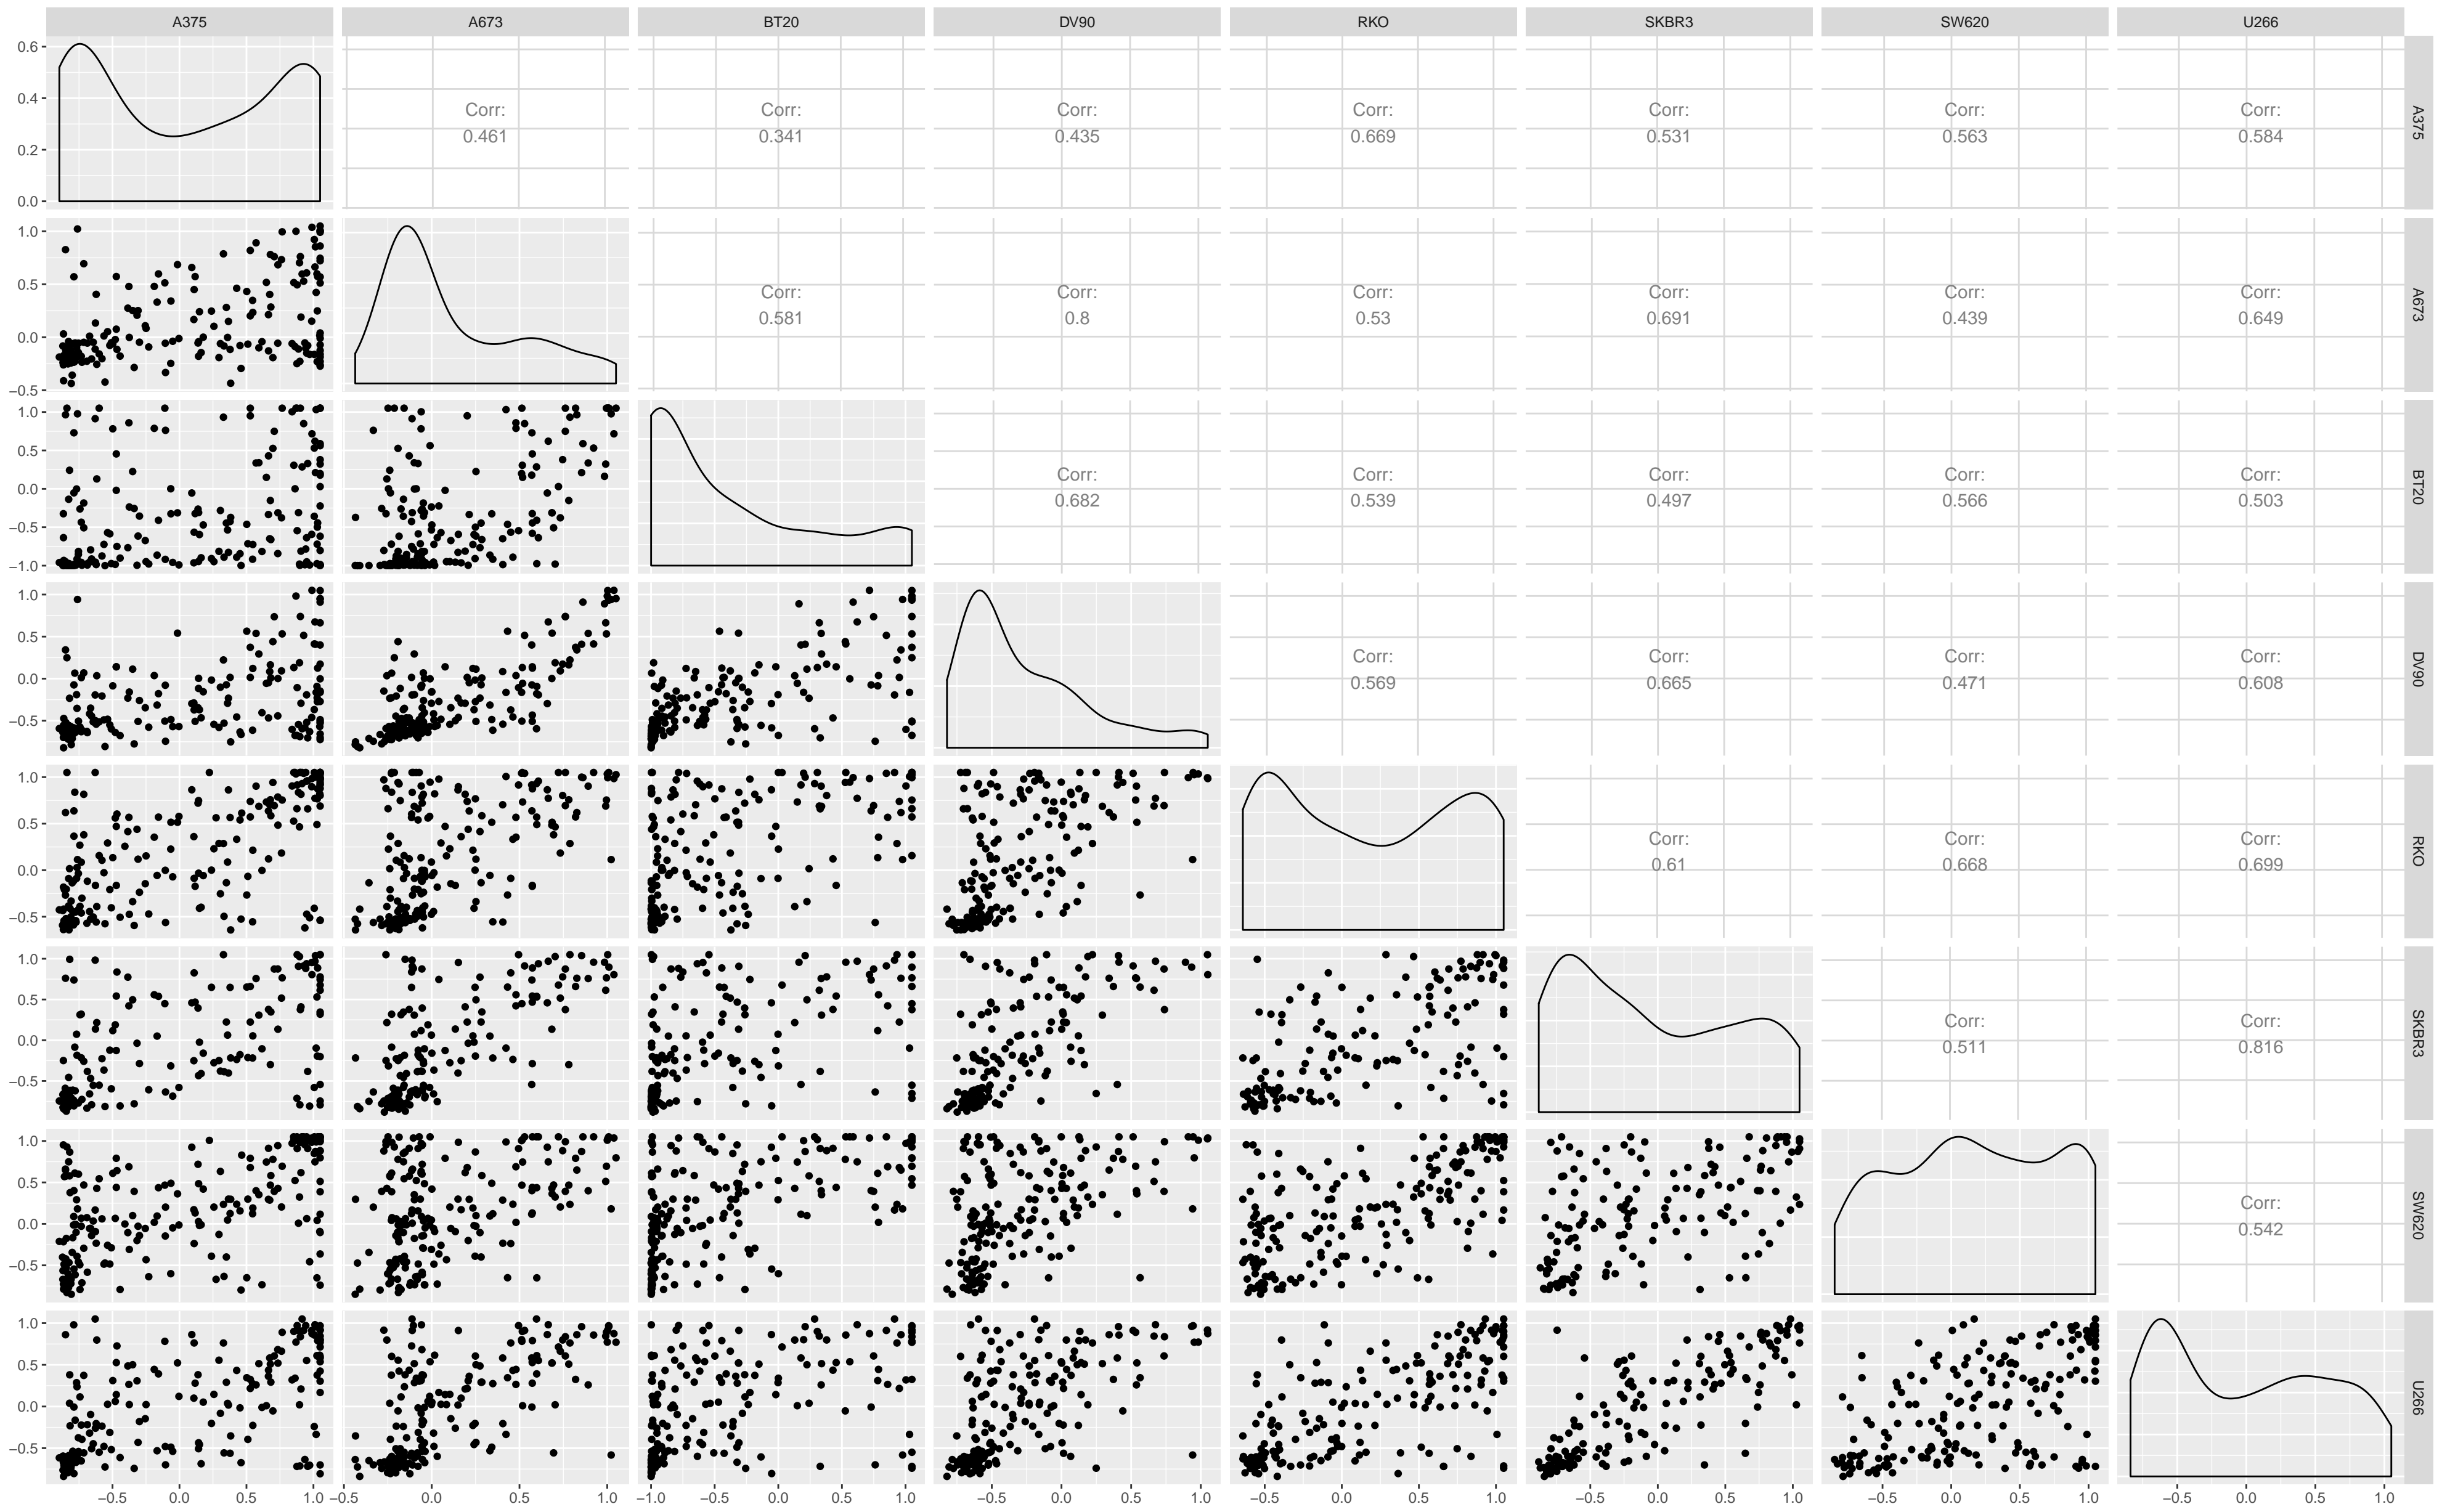 A375 A673 BT20 DV90 RKO SKBR3 SW620 U266
0.6
0.4
0.2
0.0
Corr: Corr: Corr: Corr: Corr: Corr: Corr:
0.461 0.341 0.435 0.669 0.531 0.563 0.584
A375
1.0
0.5
0.0
−0.5
Corr: Corr: Corr: Corr: Corr: Corr:
0.581 0.8 0.53 0.691 0.439 0.649
A673
1.0
0.5
0.0
−0.5
−1.0
Corr: Corr: Corr: Corr: Corr:
0.682 0.539 0.497 0.566 0.503
BT20
1.0
0.5
0.0
−0.5
Corr: Corr: Corr: Corr:
0.569 0.665 0.471 0.608
DV90
1.0
0.5
0.0
−0.5
Corr: Corr: Corr:
0.61 0.668 0.699
RKO
1.0
0.5
0.0
−0.5
Corr: Corr:
0.511 0.816
SKBR3
1.0
0.5
0.0
−0.5
Corr:
0.542
SW620
1.0
0.5
0.0
−0.5
U266
−0.5 0.0 0.5 1.0 −0.5 0.0 0.5 1.0 −1.0 −0.5 0.0 0.5 1.0 −0.5 0.0 0.5 1.0 −0.5 0.0 0.5 1.0 −0.5 0.0 0.5 1.0 −0.5 0.0 0.5 1.0 −0.5 0.0 0.5 1.0